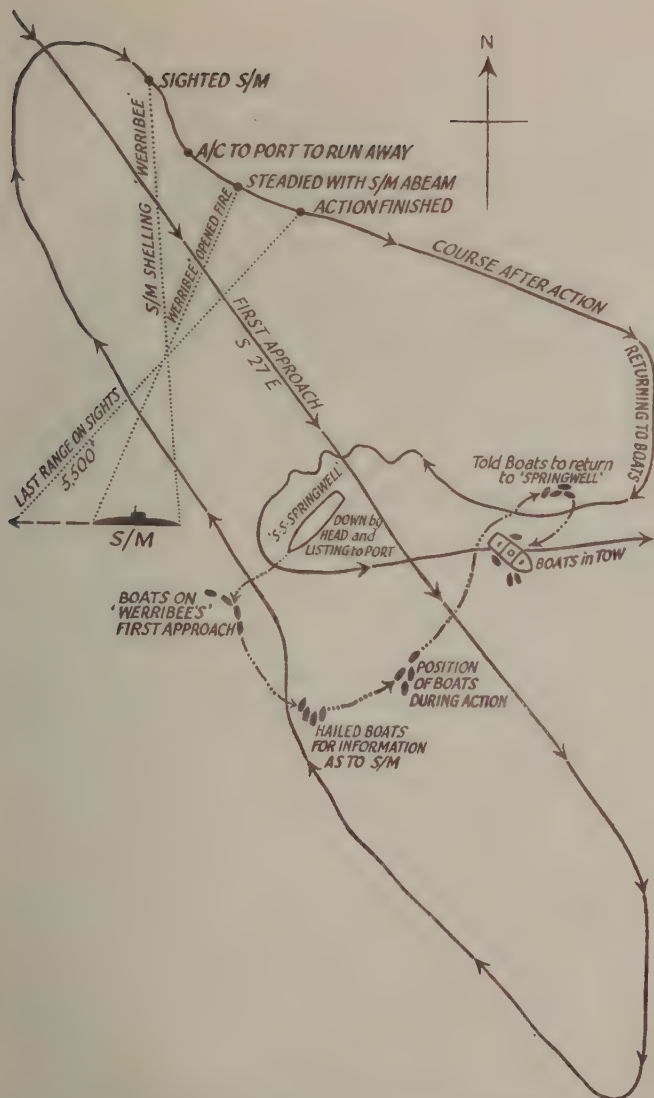 N
SIGHTED S/M
A/C TO PORT TO RUN AWAY
STEADIED WITH S/M ABEAM
ACTION FINISHED
S/M SHELLING 'WERRIBEE'
'WERRIBEE' OPENED FIRE
COURSE AFTER ACTION
FIRST APPROACH
S 27 E
RETURNING TO BOATS
LAST RANGE ON SIGHTS
5,500'
S/M
Told Boats to return
to 'SPRINGWELL'
'S.S. SPRINGWELL'
DOWN by
HEAD and
LISTING to PORT
BOATS in TOW
BOATS ON
'WERRIBEE'S'
FIRST APPROACH
POSITION
OF BOATS
DURING ACTION
HAILED BOATS
FOR INFORMATION
AS TO S/M